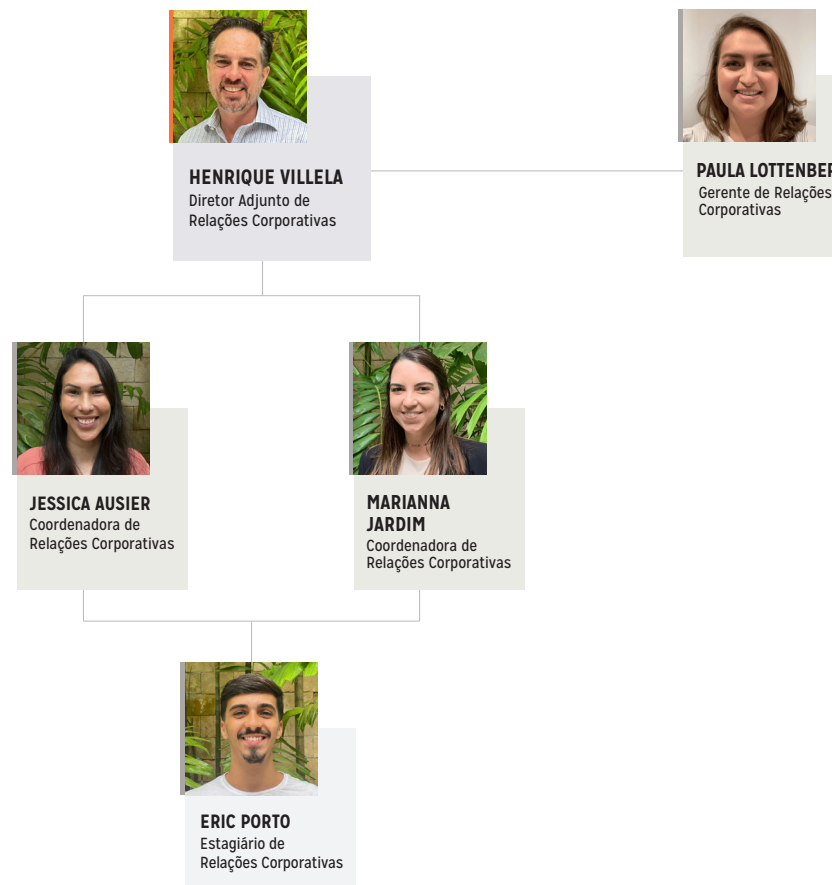 HENRIQUE VILLELA
Diretor Adjunto de
Relações Corporativas
PAULA LOTTENBER
Gerente de Relações
Corporativas
JESSICA AUSIER
Coordenadora de
Relações Corporativas
MARIANNA
JARDIM
Coordenadora de
Relações Corporativas
ERIC PORTO
Estagiário de
Relações Corporativas